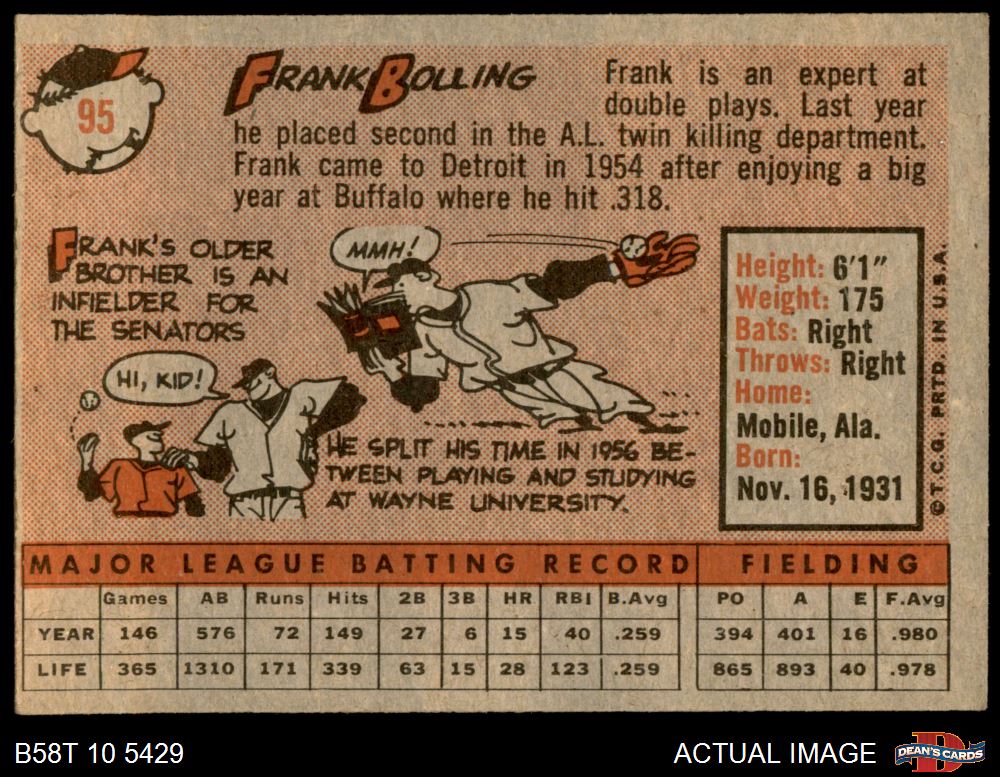 95
FRANK BOLLING
Frank is an expert at
double plays. Last year
he placed second in the A.L. twin killing department.
Frank came to Detroit in 1954 after enjoying a big
year at Buffalo where he hit .318.
FRANK'S OLDER
BROTHER IS AN
INFIELDER FOR
THE SENATORS
HI, KID!
MMH!
HE SPLIT HIS TIME IN 1956 BE-
TWEEN PLAYING AND STUDYING
AT WAYNE UNIVERSITY.
Height: 6'1"
Weight: 175
Bats: Right
Throws: Right
Home:
Mobile, Ala.
Born:
Nov. 16, 1931
© T.C.G. PRTD. IN U.S.A.
MAJOR LEAGUE BATTING RECORD FIELDING
Games AB Runs Hits 2B 3B HR RBI B.Avg PO A E F.Avg
YEAR 146 576 72 149 27 6 15 40 .259 394 401 16 .980
LIFE 365 1310 171 339 63 15 28 123 .259 865 893 40 .978
B58T 10 5429 ACTUAL IMAGE DEAN'S CARDS